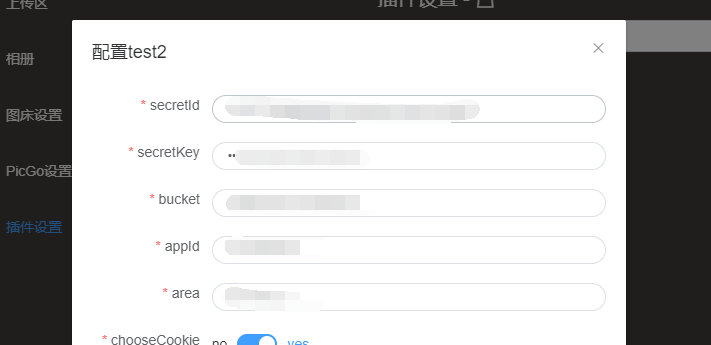 上传区
插件设置 -
相册
图床设置
PicGo设置
插件设置
配置test2
* secretId
* secretKey
* bucket
* appId
* area
* chooseCookie no yes